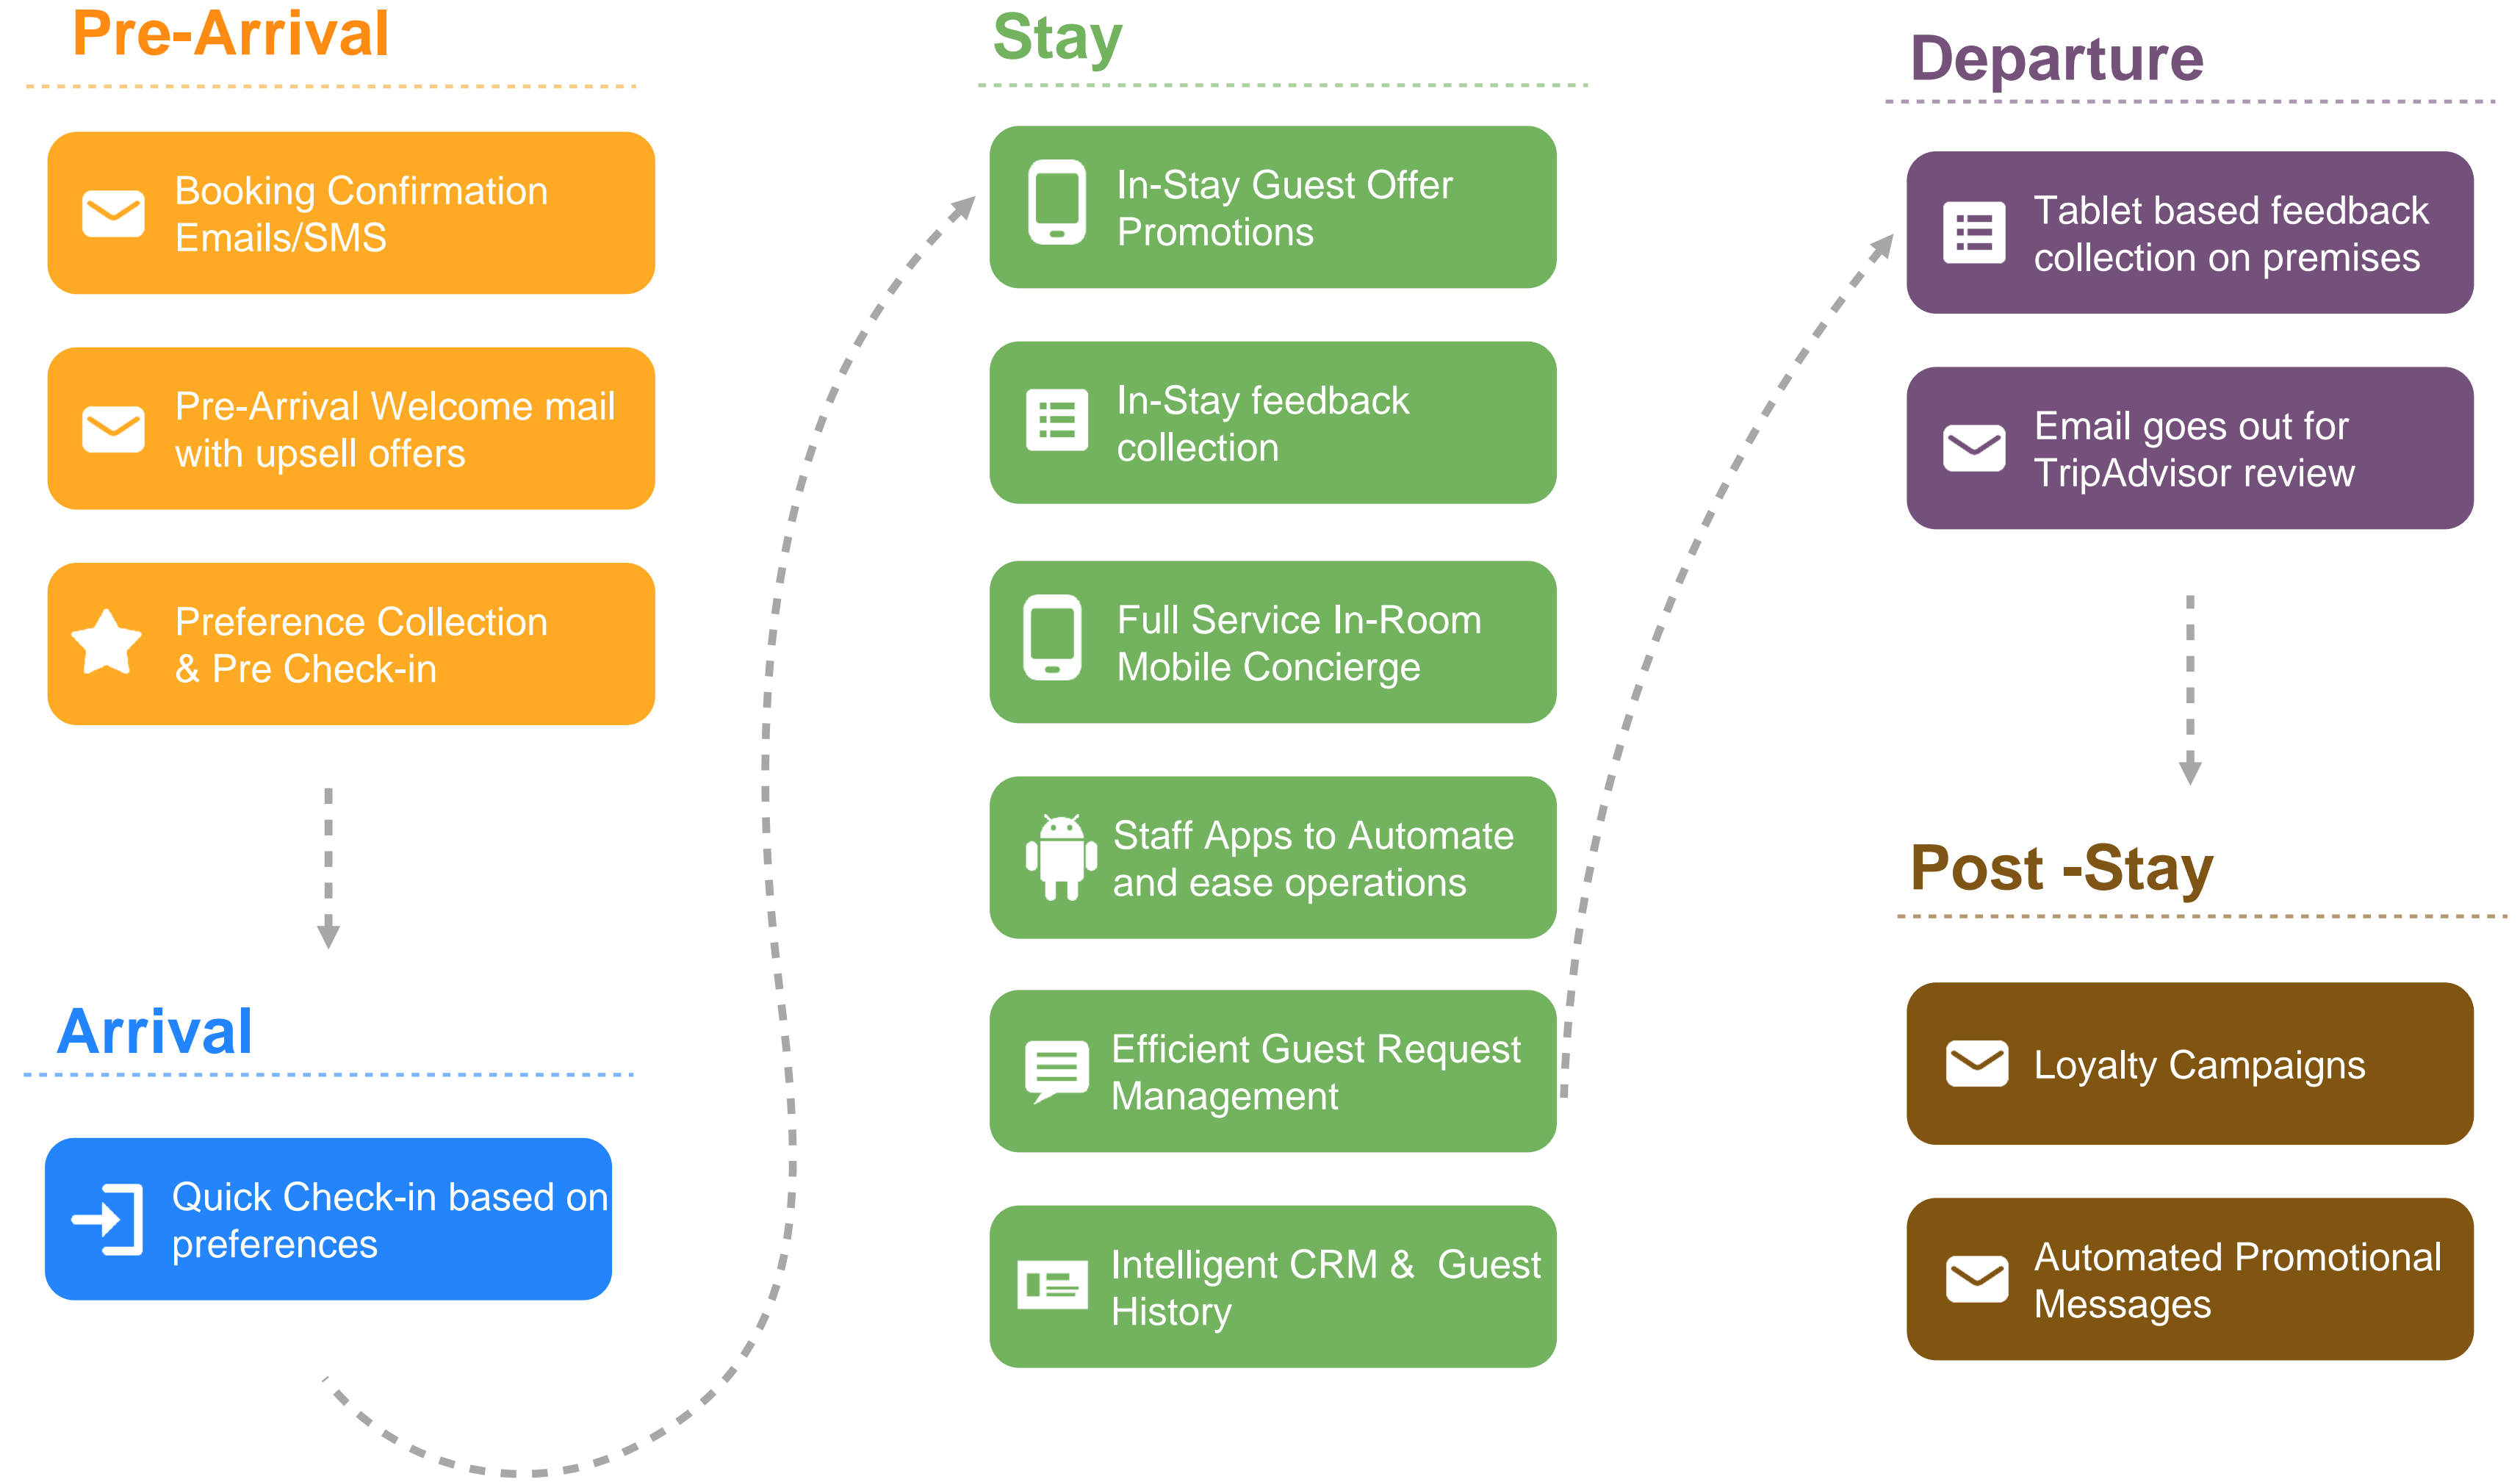 Pre-Arrival
Booking Confirmation
Emails/SMS
Pre-Arrival Welcome mail
with upsell offers
Preference Collection
& Pre Check-in
Arrival
Quick Check-in based on
preferences
Stay
In-Stay Guest Offer
Promotions
In-Stay feedback
collection
Full Service In-Room
Mobile Concierge
Staff Apps to Automate
and ease operations
Efficient Guest Request
Management
Intelligent CRM &  Guest
History
Departure
Tablet based feedback
collection on premises
Email goes out for
TripAdvisor review
Post -Stay
Loyalty Campaigns
Automated Promotional
Messages